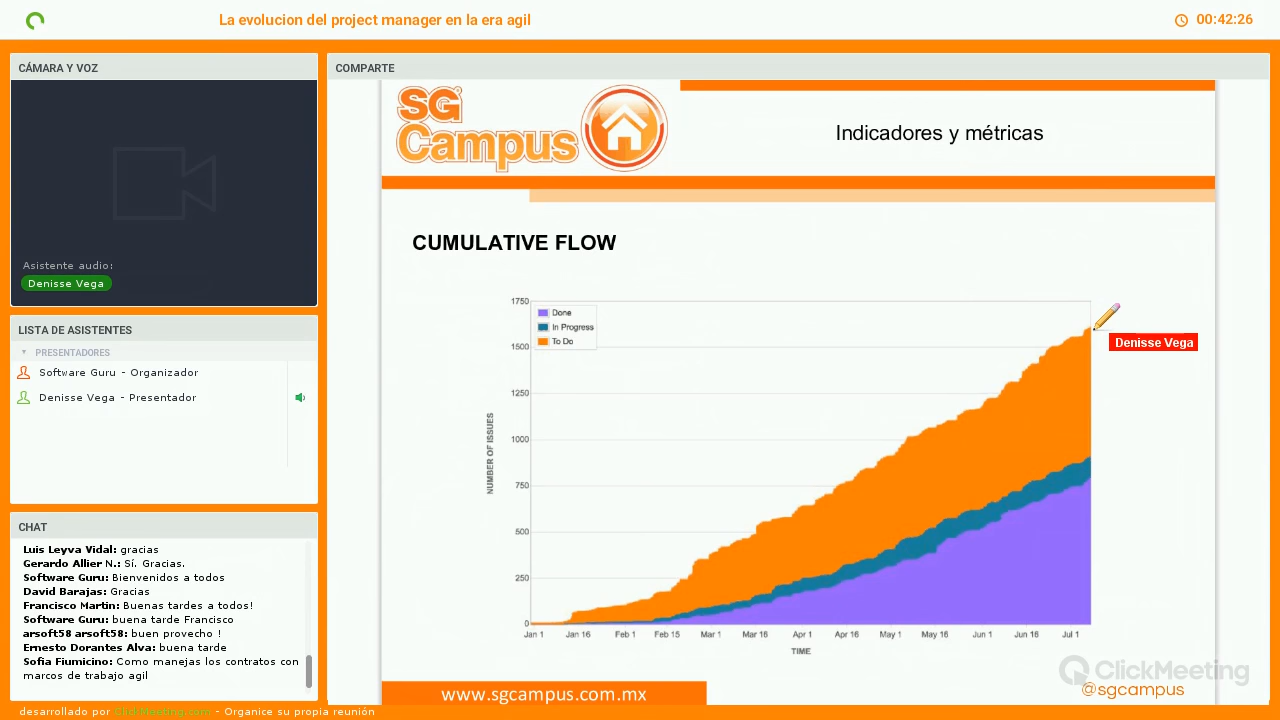 La evolucion del project manager en la era agil
00:42:26
CÁMARA Y VOZ
Asistente audio:
Denisse Vega
LISTA DE ASISTENTES
PRESENTADORES
Software Guru - Organizador
Denisse Vega - Presentador
CHAT
Luis Leyva Vidal: gracias
Gerardo Allier N.: Sí. Gracias.
Software Guru: Bienvenidos a todos
David Barajas: Gracias
Francisco Martin: Buenas tardes a todos!
Software Guru: buena tarde Francisco
arsoft58 arsoft58: buen provecho !
Ernesto Dorantes Alva: buena tarde
Sofia Fiumicino: Como manejas los contratos con
marcos de trabajo agil
desarrollado por ClickMeeting.com - Organice su propia reunión
COMPARTE
SG
Campus
Indicadores y métricas
CUMULATIVE FLOW
Done
In Progress
To Do
Denisse Vega
1750
1500
1250
1000
750
500
250
0
NUMBER OF ISSUES
Jan 1 Jan 16 Feb 1 Feb 15 Mar 1 Mar 16 Apr 1 Apr 16 May 1 May 16 Jun 1 Jun 16 Jul 1
TIME
ClickMeeting
www.sgcampus.com.mx
@sgcampus